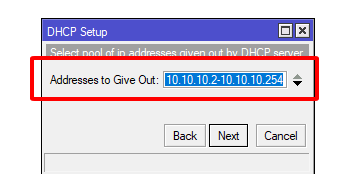 DHCP Setup
Select pool of ip addresses given out by DHCP server
Addresses to Give Out: 10.10.10.2-10.10.10.254
Back Next Cancel